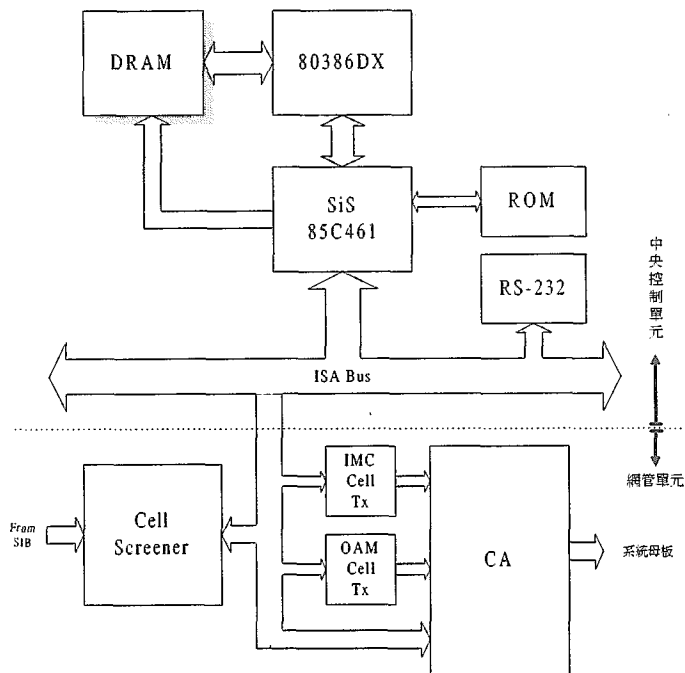 DRAM
80386DX
SiS
85C461
ROM
RS-232
中央控制單元
ISA Bus
網管單元
From
SIB
Cell
Screener
IMC
Cell
Tx
OAM
Cell
Tx
CA
系統母板